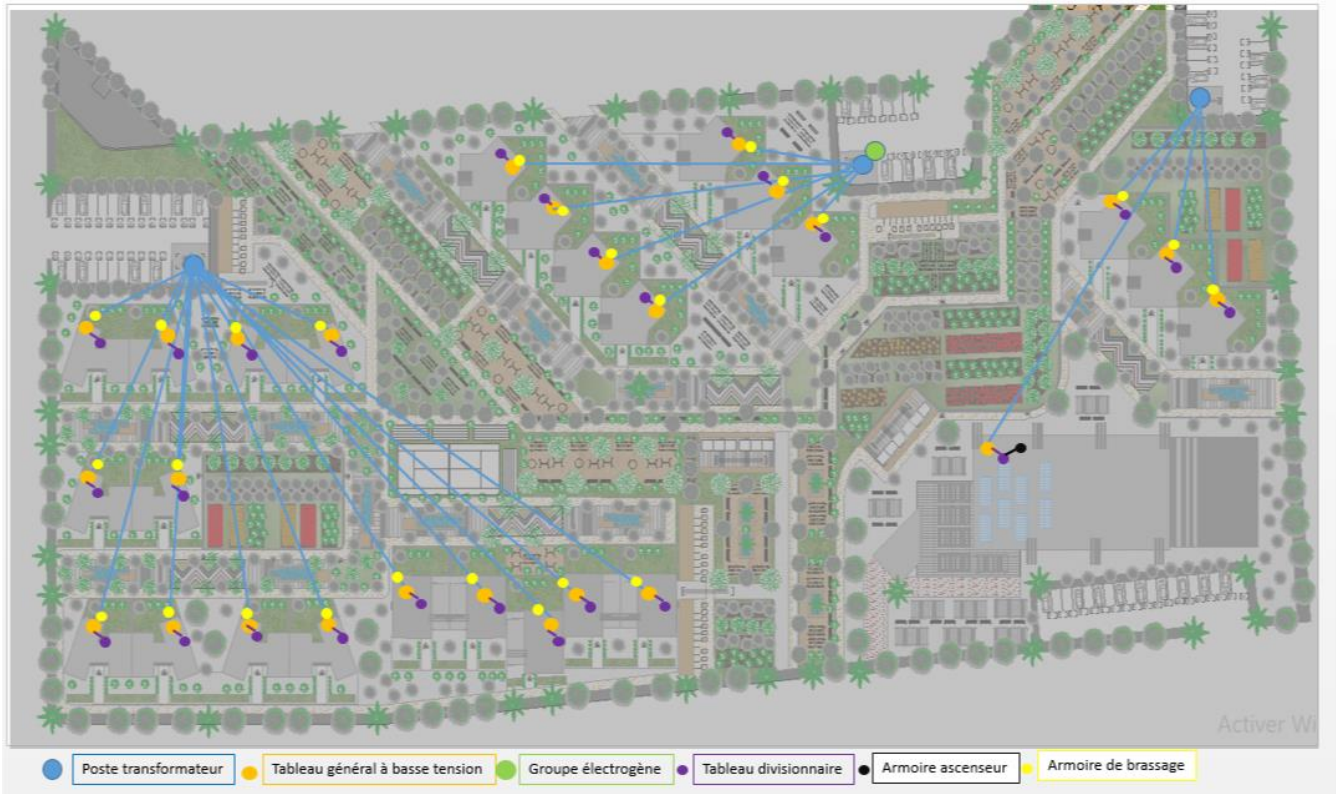 Activer Wi
Poste transformateur
Tableau général à basse tension
Groupe électrogène
Tableau divisionnaire
Armoire ascenseur
Armoire de brassage